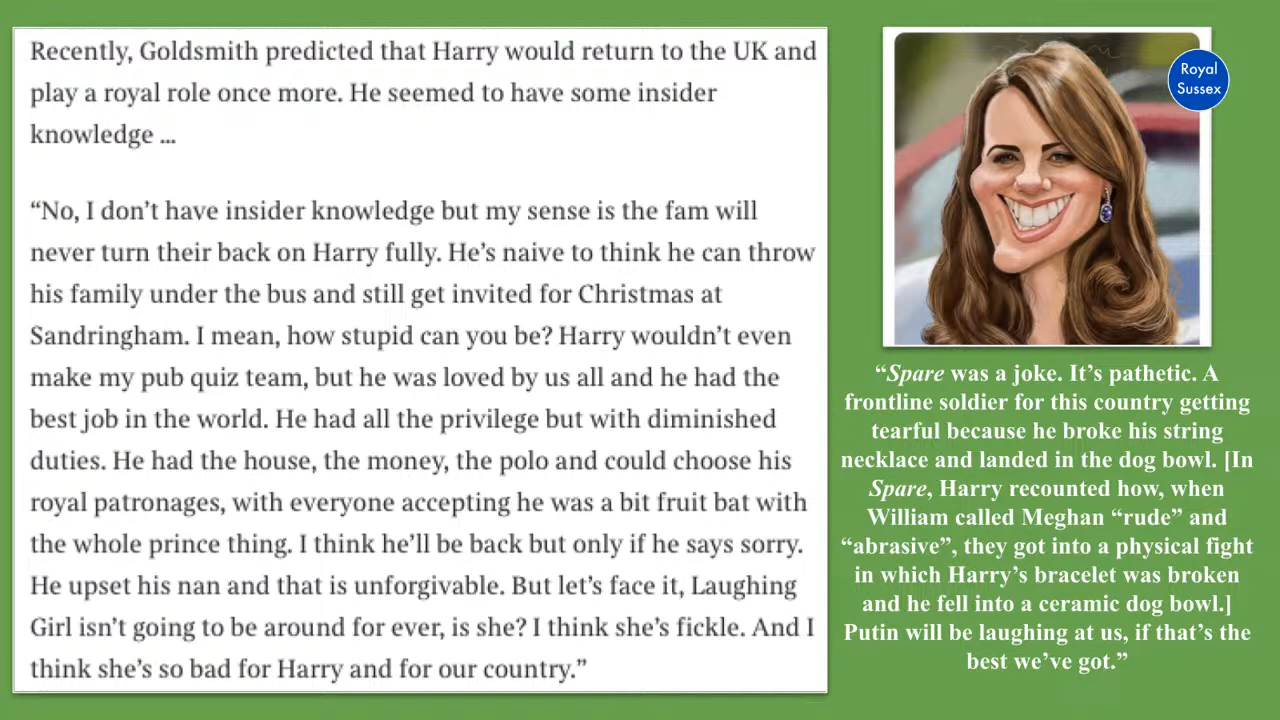 Recently, Goldsmith predicted that Harry would return to the UK and
play a royal role once more. He seemed to have some insider
knowledge ...
“No, I don’t have insider knowledge but my sense is the fam will
never turn their back on Harry fully. He’s naive to think he can throw
his family under the bus and still get invited for Christmas at
Sandringham. I mean, how stupid can you be? Harry wouldn’t even
make my pub quiz team, but he was loved by us all and he had the
best job in the world. He had all the privilege but with diminished
duties. He had the house, the money, the polo and could choose his
royal patronages, with everyone accepting he was a bit fruit bat with
the whole prince thing. I think he’ll be back but only if he says sorry.
He upset his nan and that is unforgivable. But let’s face it, Laughing
Girl isn’t going to be around for ever, is she? I think she’s fickle. And I
think she’s so bad for Harry and for our country.”
Royal
Sussex
“Spare was a joke. It’s pathetic. A
frontline soldier for this country getting
tearful because he broke his string
necklace and landed in the dog bowl. [In
Spare, Harry recounted how, when
William called Meghan “rude” and
“abrasive”, they got into a physical fight
in which Harry’s bracelet was broken
and he fell into a ceramic dog bowl.]
Putin will be laughing at us, if that’s the
best we’ve got.”